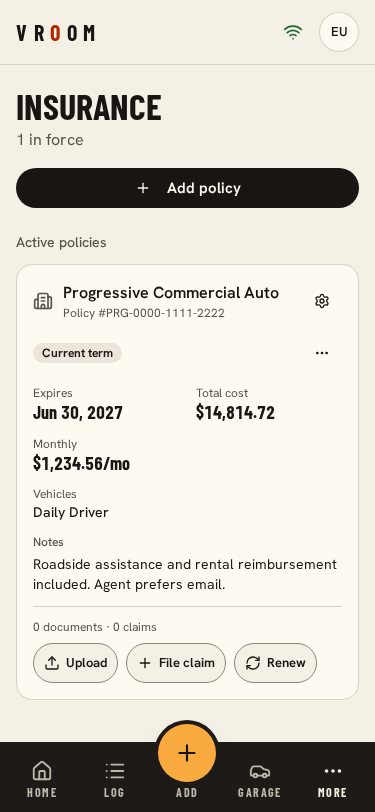 VROOM
EU
INSURANCE
1 in force
+ Add policy
Active policies
Progressive Commercial Auto
Policy #PRG-0000-1111-2222
Current term
Expires
Jun 30, 2027
Total cost
$14,814.72
Monthly
$1,234.56/mo
Vehicles
Daily Driver
Notes
Roadside assistance and rental reimbursement
included. Agent prefers email.
0 documents · 0 claims
Upload
+ File claim
Renew
HOME
LOG
ADD
GARAGE
MORE